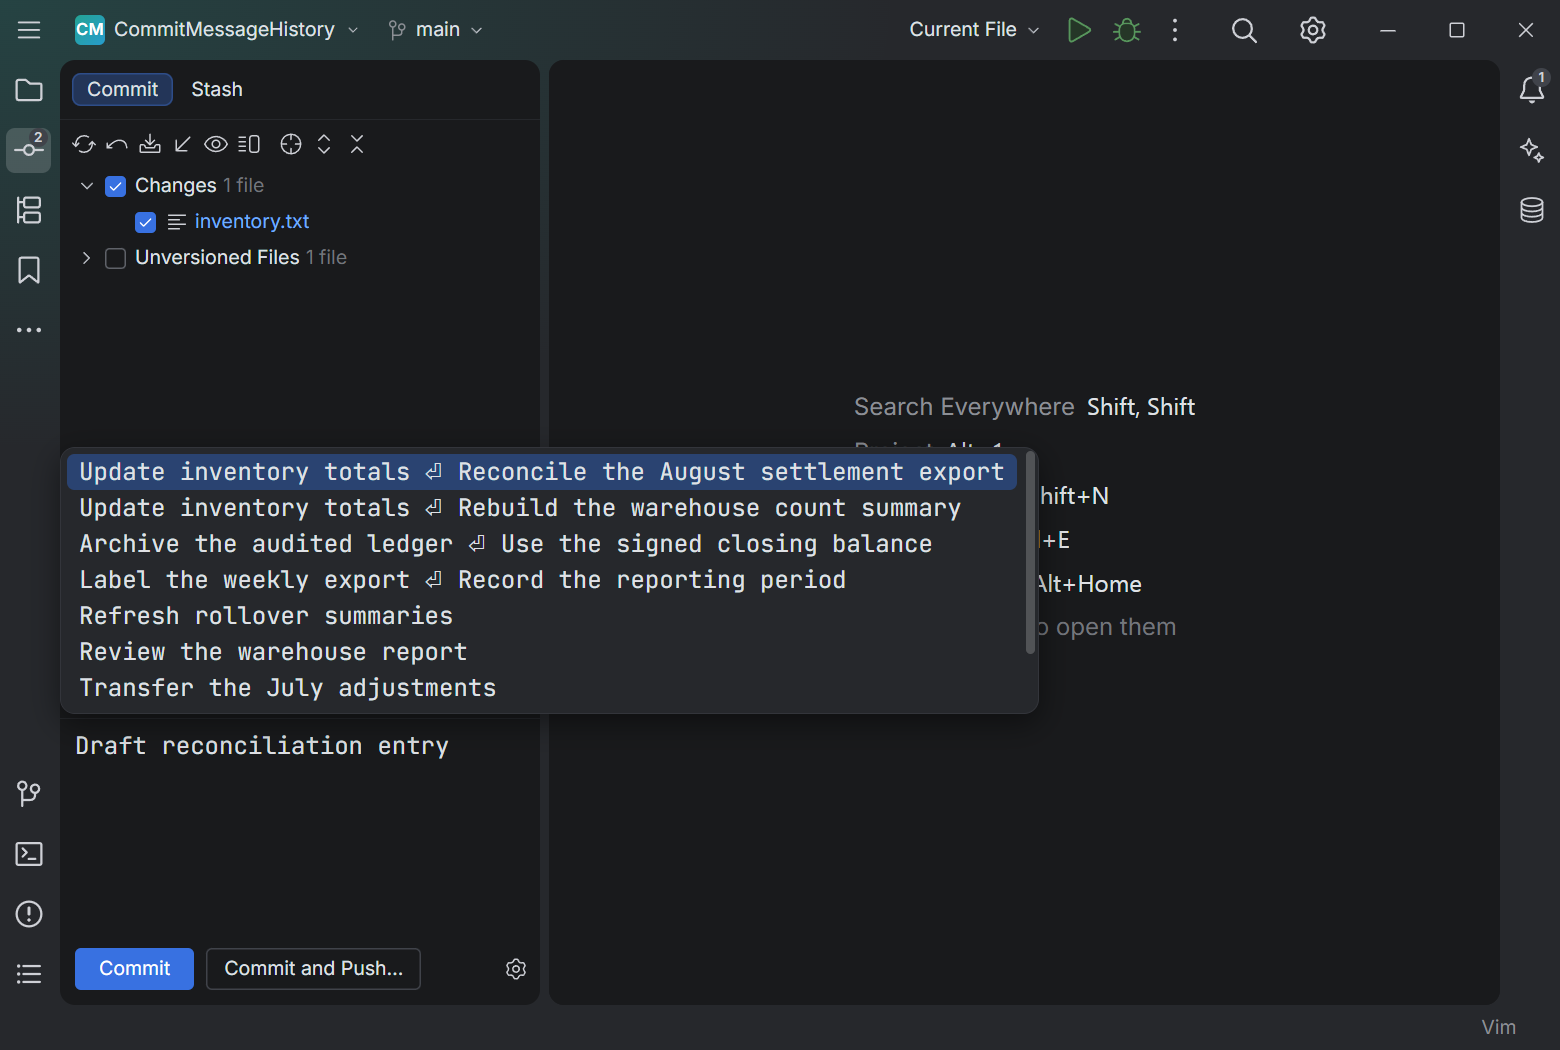 CM CommitMessageHistory main Current File
Commit Stash
1
2
Changes 1 file
inventory.txt
Unversioned Files 1 file
Search Everywhere Shift, Shift
Update inventory totals ⏎ Reconcile the August settlement export
Update inventory totals ⏎ Rebuild the warehouse count summary
hift+N
Archive the audited ledger ⏎ Use the signed closing balance
+E
Label the weekly export ⏎ Record the reporting period
Alt+Home
Refresh rollover summaries
o open them
Review the warehouse report
Transfer the July adjustments
Draft reconciliation entry
Commit Commit and Push...
Vim